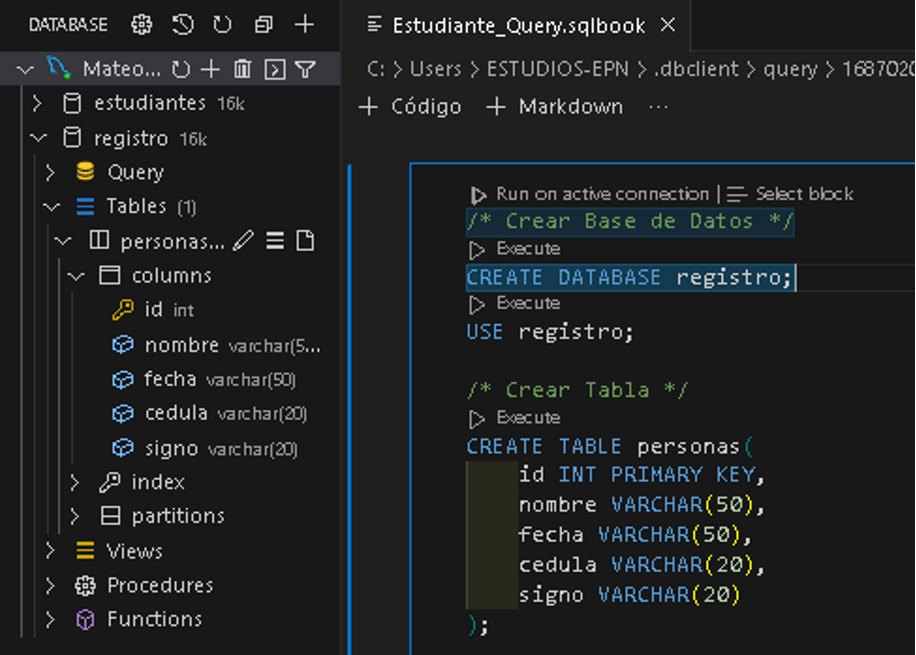 DATABASE
Mateo...
estudiantes 16k
registro 16k
Query
Tables (1)
personas...
columns
id int
nombre varchar(5...
fecha varchar(50)
cedula varchar(20)
signo varchar(20)
index
partitions
Views
Procedures
Functions
Estudiante_Query.sqlbook
C: > Users > ESTUDIOS-EPN > .dbclient > query > 1687020
+ Código + Markdown ...
Run on active connection | Select block
/* Crear Base de Datos */
Execute
CREATE DATABASE registro;
Execute
USE registro;
/* Crear Tabla */
Execute
CREATE TABLE personas(
id INT PRIMARY KEY,
nombre VARCHAR(50),
fecha VARCHAR(50),
cedula VARCHAR(20),
signo VARCHAR(20)
);